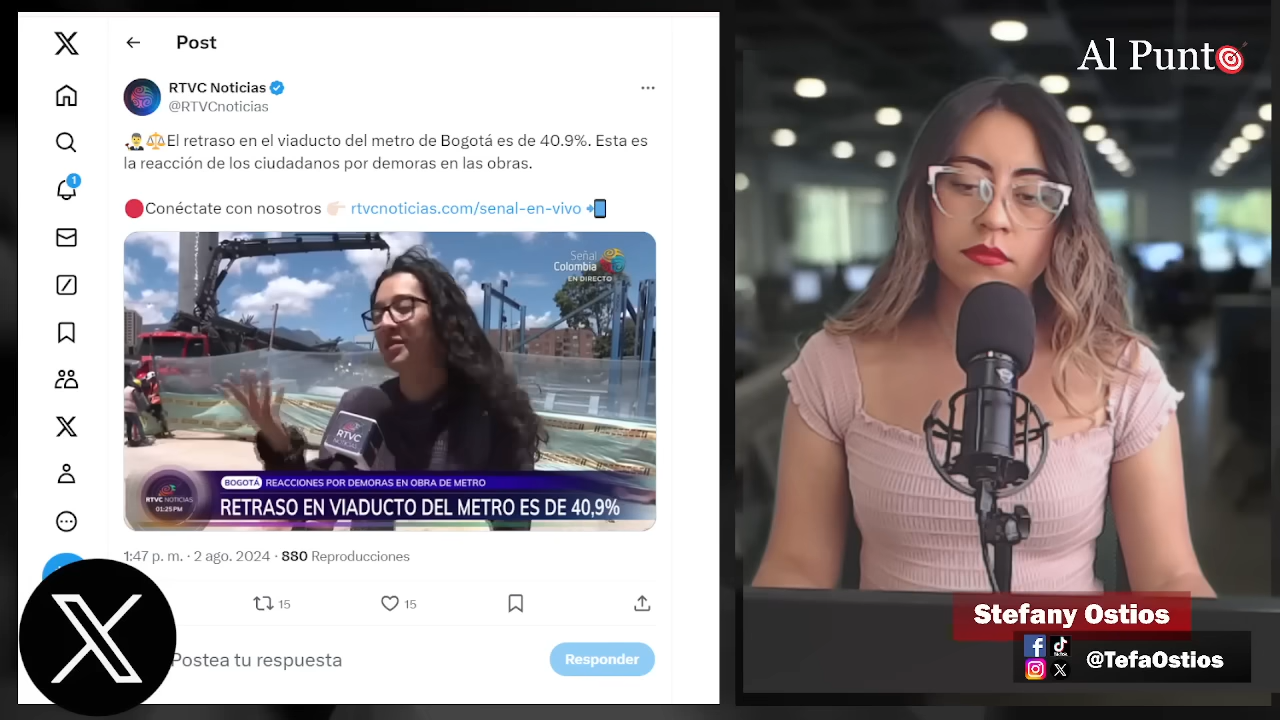 Post
RTVC Noticias
@RTVCnoticias
El retraso en el viaducto del metro de Bogotá es de 40.9%. Esta es
la reacción de los ciudadanos por demoras en las obras.
Conéctate con nosotros rtvcnoticias.com/senal-en-vivo
1
Señal
Colombia
EN DIRECTO
RTVC
NOTICIAS
RTVC NOTICIAS
01:25PM
BOGOTÁ REACCIONES POR DEMORAS EN OBRA DE METRO
RETRASO EN VIADUCTO DEL METRO ES DE 40,9%
1:47 p. m. · 2 ago. 2024 · 880 Reproducciones
15
15
Postea tu respuesta
Responder
Al Punto
Stefany Ostios
@TefaOstios